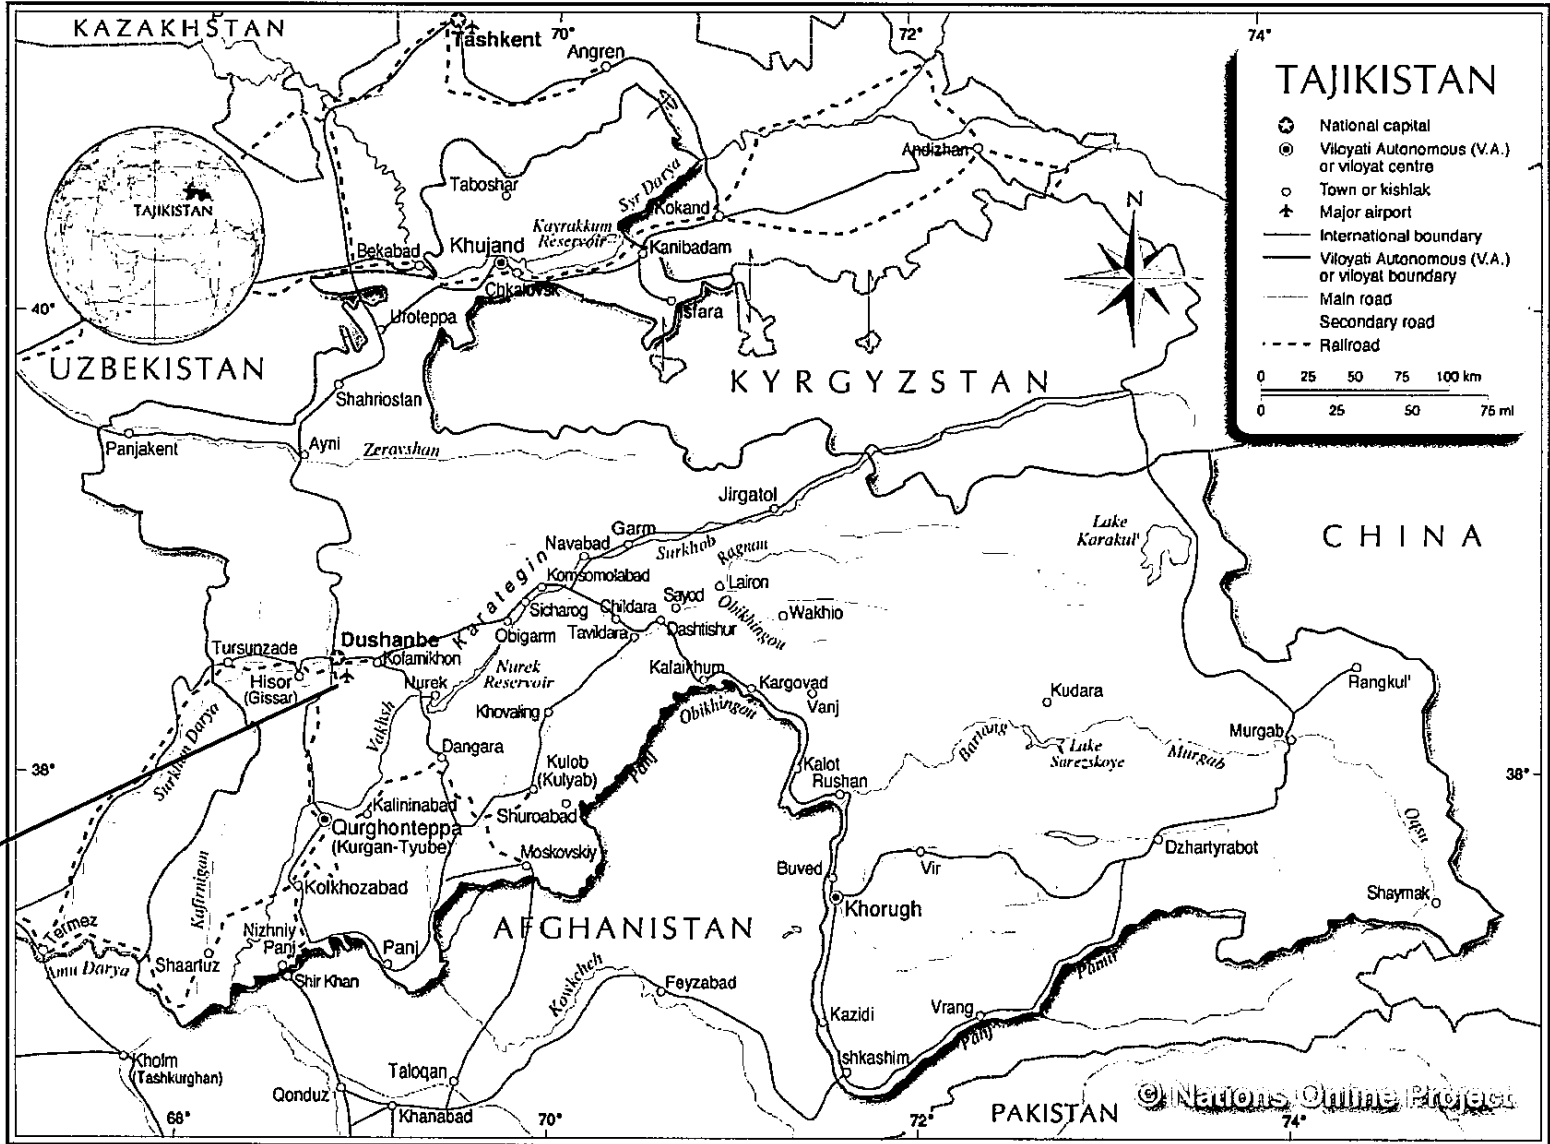 KAZAKHSTAN
Tashkent
70°
72°
74°
Angren
TAJIKISTAN
National capital
Viloyati Autonomous (V.A.)
or viloyat centre
Town or kishlak
Major airport
International boundary
Viloyati Autonomous (V.A.)
or viloyat boundary
Main road
Secondary road
Railroad
0 25 50 75 100 km
0 25 50 75 mi
Andizhan
TAJIKISTAN
Taboshar
Syr Darya
Kokand
N
Kayrakkum
Reservoir
Bekabad
Khujand
Kanibadam
Chkalovsk
40°
Uroteppa
Isfara
UZBEKISTAN
KYRGYZSTAN
Shahriostan
Panjakent
Ayni
Zeravshan
Jirgatol
Lake
Karakul'
CHINA
Garm
Navabad
Surkhob
Karategin
Komsomolabad
Lairon
Sayod
Sicharog
Childara
Obikhingou
Wakhio
Obigarm
Tavildara
Dashtishur
Dushanbe
Tursunzade
Kofarnikhon
Hisor
(Gissar)
Nurek
Reservoir
Nurek
Kalaikhum
Kargovad
Vanj
Kudara
Rangkul'
Khovaling
Obikhingou
Surkhan Darya
Vakhsh
Dangara
Bartang
Lake
Sarezskoye
Murgab
Murgab
38°
38°
Kulob
(Kulyab)
Panj
Kalot
Rushan
Kalininabad
Shuroabad
Qurghonteppa
(Kurgan-Tyube)
Oqsu
Moskovskiy
Dzhartyrabot
Buved
Vir
Kolkhozabad
Khorugh
Shaymak
Kafirnigan
AFGHANISTAN
Termez
Nizhniy
Panj
Panj
Amu Darya
Shaartuz
Shir Khan
Kowkcheh
Feyzabad
Pamir
Kazidi
Vrang
Panj
Ishkashim
Kholm
(Tashkurghan)
Taloqan
Qonduz
Khanabad
PAKISTAN
© Nations Online Project
68°
70°
72°
74°